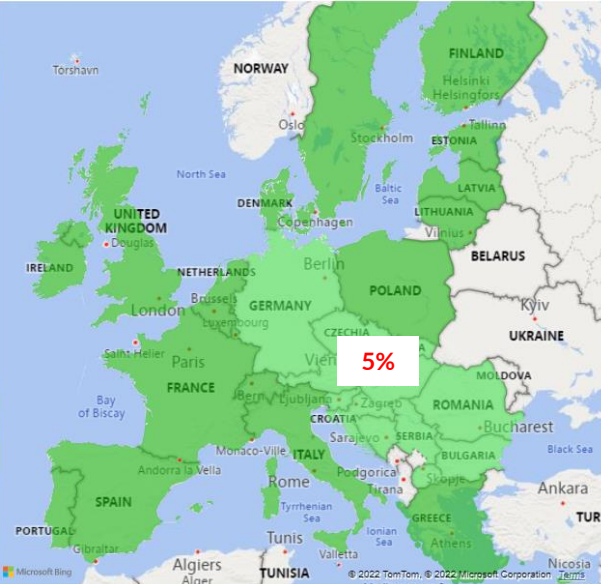 Tórshavn
NORWAY
FINLAND
Helsinki
Helsingfors
Oslo
Tallinn
Stockholm
ESTONIA
North Sea
Baltic
Sea
LATVIA
DENMARK
Copenhagen
LITHUANIA
Vilnius
UNITED
KINGDOM
Douglas
BELARUS
IRELAND
NETHERLANDS
Berlin
POLAND
London
Brussels
GERMANY
Kyiv
Luxembourg
CZECHIA
UKRAINE
Saint Helier
Paris
Vien
5%
A
MOLDOVA
FRANCE
Bern
Ljubljana
Zagreb
ROMANIA
Bay
of Biscay
CROATIA
Bucharest
Sarajevo
SERBIA
Monaco-Ville
ITALY
BULGARIA
Black Sea
Andorra la Vella
Podgorica
Skopje
Rome
Tirana
Ankara
SPAIN
Tyrrhenian
Sea
GREECE
TUR
PORTUGAL
Ionian
Sea
Athens
Gibraltar
Tunis
Valletta
Algiers
Nicosia
Microsoft Bing
Alger
TUNISIA
© 2022 TomTom, © 2022 Microsoft Corporation Terms